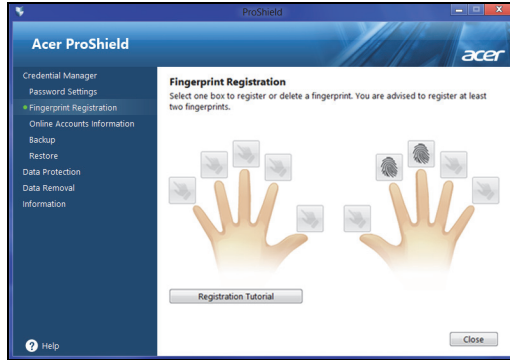 ProShield
Acer ProShield
acer
Credential Manager
Password Settings
Fingerprint Registration
Online Accounts Information
Backup
Restore
Data Protection
Data Removal
Information
Fingerprint Registration
Select one box to register or delete a fingerprint. You are advised to register at least
two fingerprints.
Registration Tutorial
? Help
Close